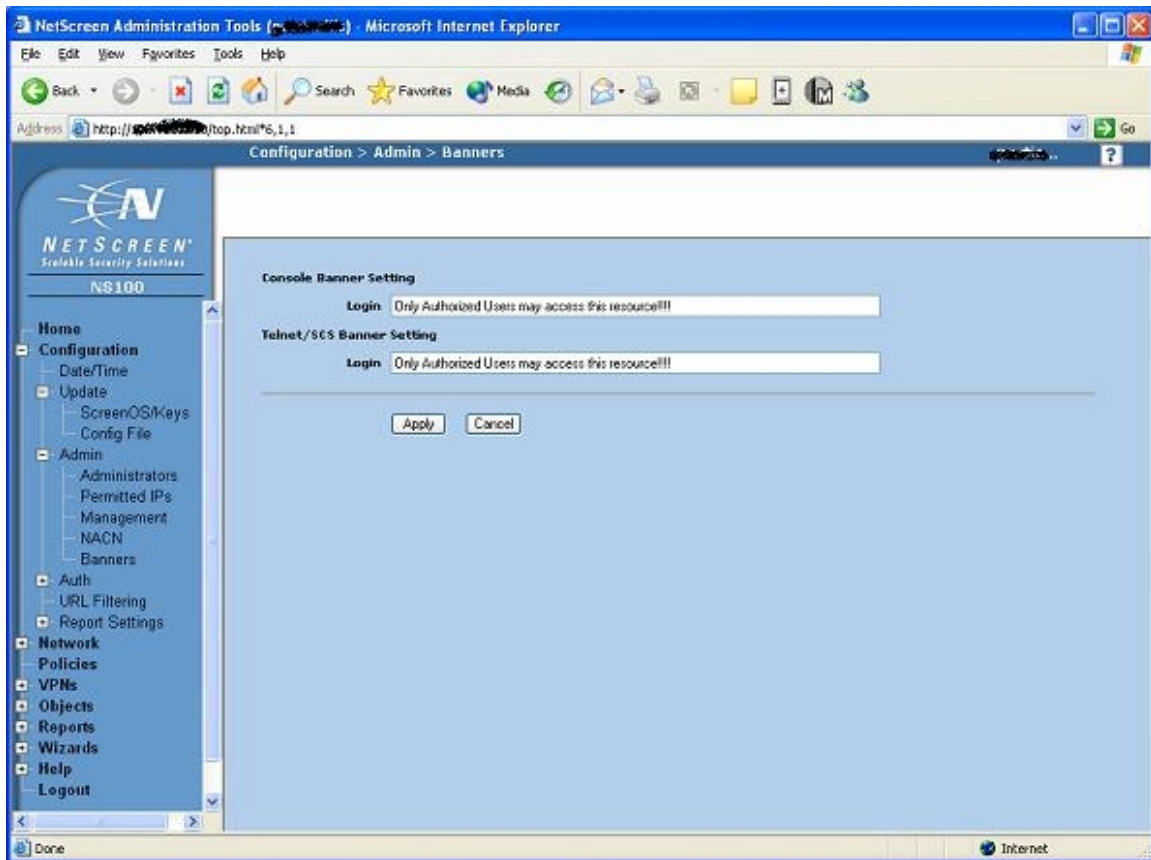 NetScreen Administration Tools ( ) - Microsoft Internet Explorer
File Edit View Favorites Tools Help
Back Search Favorites Media
Address http:// /top.html*6,1,1 Go
Configuration > Admin > Banners ?
N
NETSCREEN
Scalable Security Solutions
NS100
Home
Configuration
Date/Time
Update
ScreenOS/Keys
Config File
Admin
Administrators
Permitted IPs
Management
NACN
Banners
Auth
URL Filtering
Report Settings
Network
Policies
VPNs
Objects
Reports
Wizards
Help
Logout
Console Banner Setting
Login Only Authorized Users may access this resource!!!!
Telnet/SCS Banner Setting
Login Only Authorized Users may access this resource!!!!
Apply Cancel
Done Internet